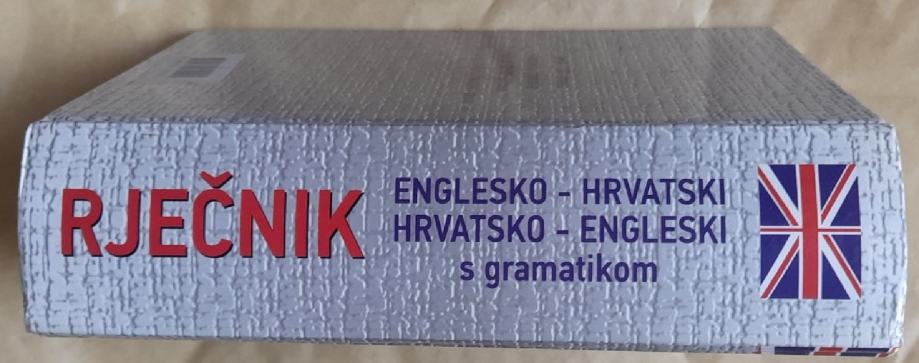 RJEČNIK
ENGLESKO - HRVATSKI
HRVATSKO - ENGLESKI
s gramatikom